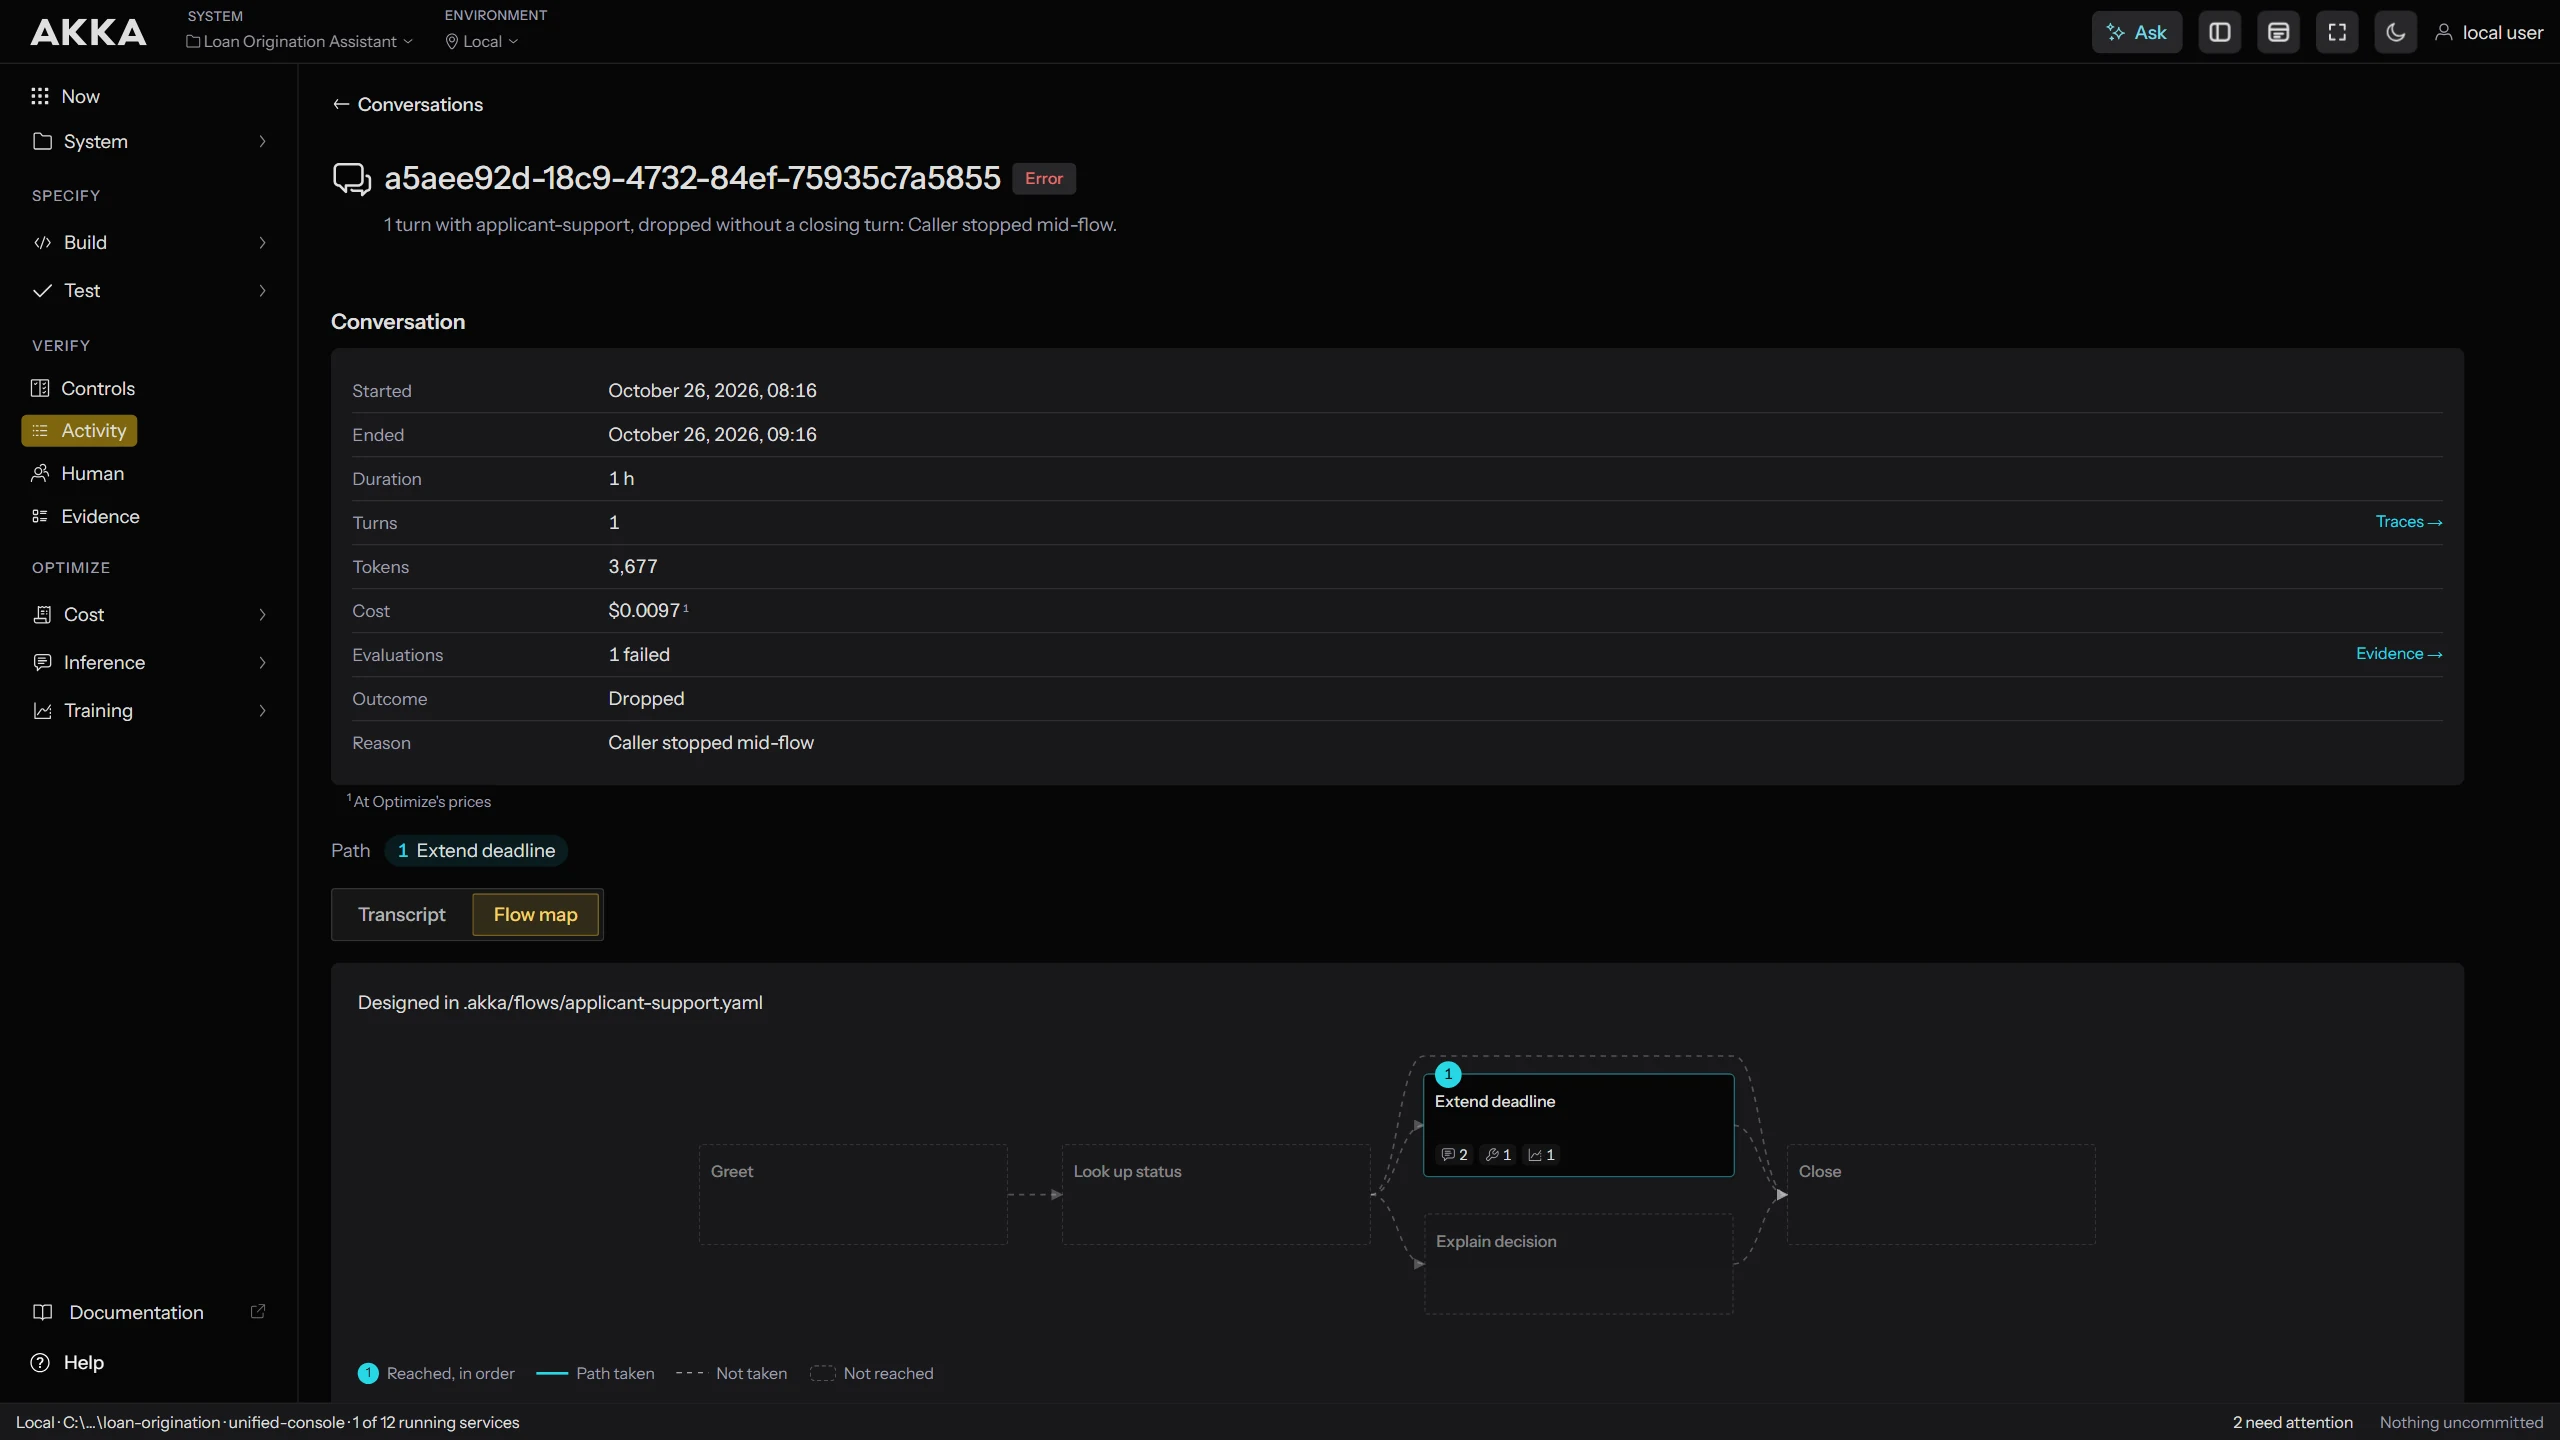 AKKA
SYSTEM
Loan Origination Assistant
ENVIRONMENT
Local
Ask
local user
Now
System
SPECIFY
Build
Test
VERIFY
Controls
Activity
Human
Evidence
OPTIMIZE
Cost
Inference
Training
Documentation
Help
← Conversations
a5aee92d-18c9-4732-84ef-75935c7a5855 Error
1 turn with applicant-support, dropped without a closing turn: Caller stopped mid-flow.
Conversation
Started October 26, 2026, 08:16
Ended October 26, 2026, 09:16
Duration 1 h
Turns 1 Traces →
Tokens 3,677
Cost $0.0097 ¹
Evaluations 1 failed Evidence →
Outcome Dropped
Reason Caller stopped mid-flow
¹ At Optimize's prices
Path 1 Extend deadline
Transcript Flow map
Designed in .akka/flows/applicant-support.yaml
Greet
Look up status
1
Extend deadline
2 1 1
Explain decision
Close
1 Reached, in order Path taken Not taken Not reached
Local · C:\...\loan-origination · unified-console · 1 of 12 running services
2 need attention Nothing uncommitted